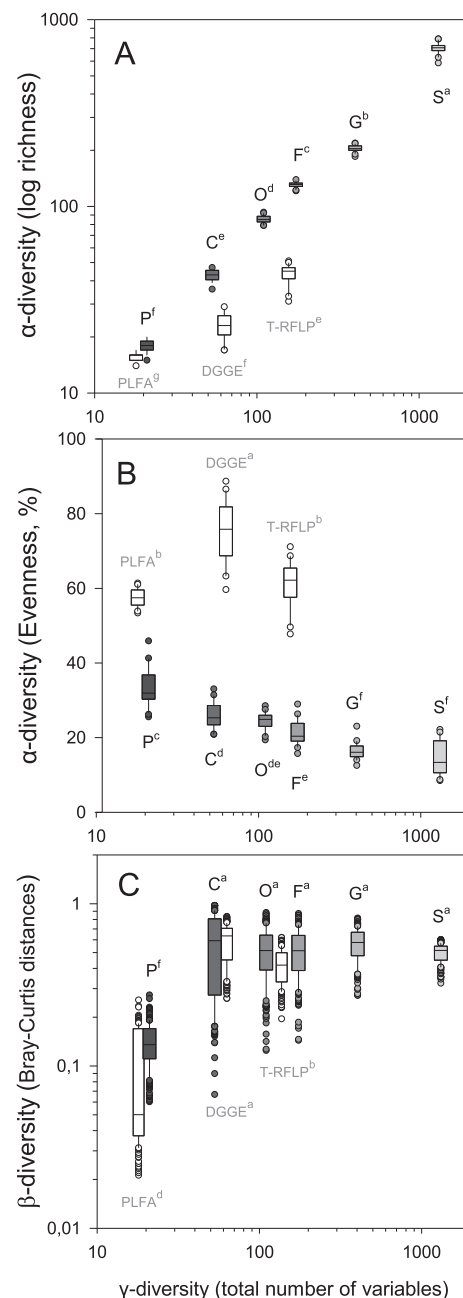 1000
A
S^a
G^b
F^c
O^d
100
C^e
T-RFLP^e
P^f
DGGE^f
PLFA^g
10
10 100 1000
α-diversity (log richness)
100
B
DGGE^a
80
T-RFLP^b
PLFA^b
60
40
G^f S^f
20
P^c
C^d
O^de
F^e
0
10 100 1000
α-diversity (Evenness, %)
C
C^a O^a F^a G^a S^a
1
P^f
0,1
T-RFLP^b
DGGE^a
PLFA^d
0,01
10 100 1000
β-diversity (Bray-Curtis distances)
γ-diversity (total number of variables)